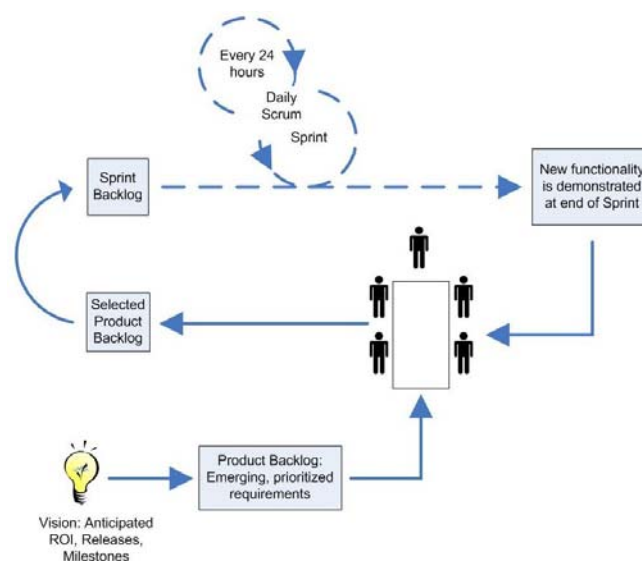 Every 24
hours
Daily
Scrum
Sprint
Sprint
Backlog
New functionality
is demonstrated
at end of Sprint
Selected
Product
Backlog
Product Backlog:
Emerging, prioritized
requirements
Vision: Anticipated
ROI, Releases,
Milestones